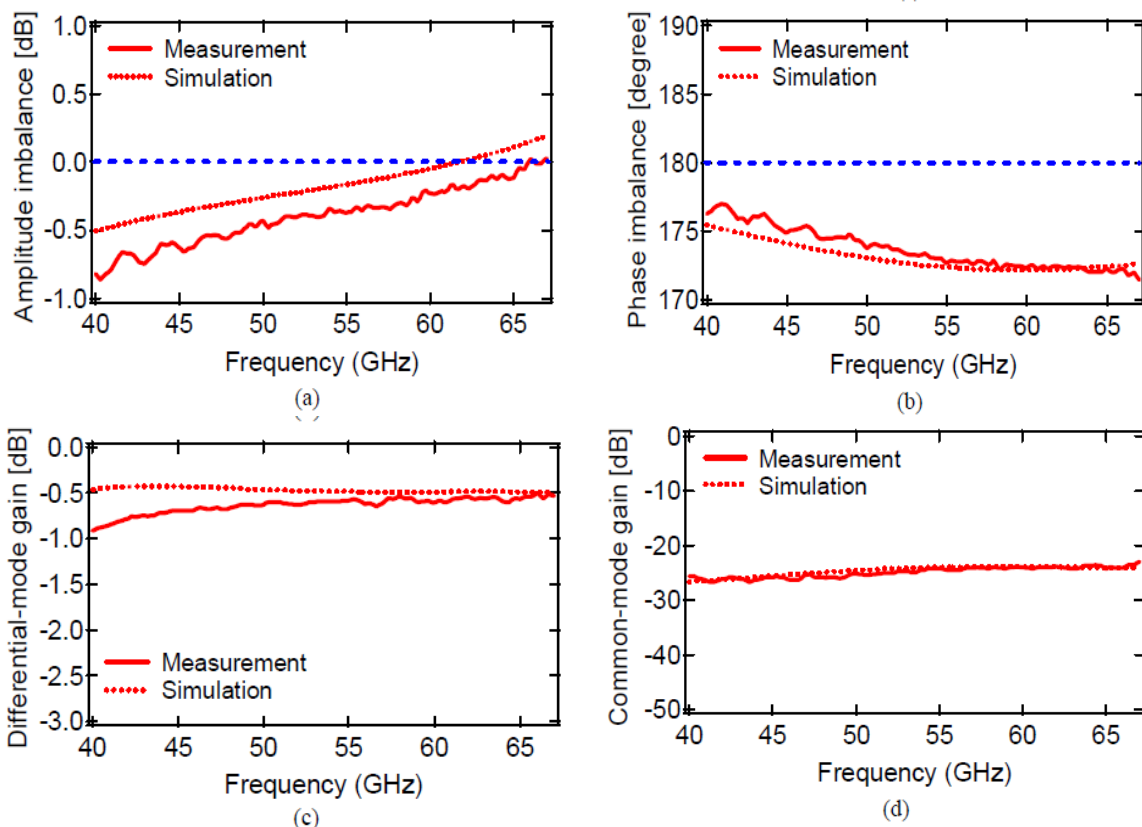 Amplitude imbalance [dB]
1.0
0.5
0.0
-0.5
-1.0
Measurement
Simulation
40 45 50 55 60 65
Frequency (GHz)
(a)
Phase imbalance [degree]
190
185
180
175
170
Measurement
Simulation
40 45 50 55 60 65
Frequency (GHz)
(b)
Differential-mode gain [dB]
0.0
-0.5
-1.0
-1.5
-2.0
-2.5
-3.0
Measurement
Simulation
40 45 50 55 60 65
Frequency (GHz)
(c)
Common-mode gain [dB]
0
-10
-20
-30
-40
-50
Measurement
Simulation
40 45 50 55 60 65
Frequency (GHz)
(d)